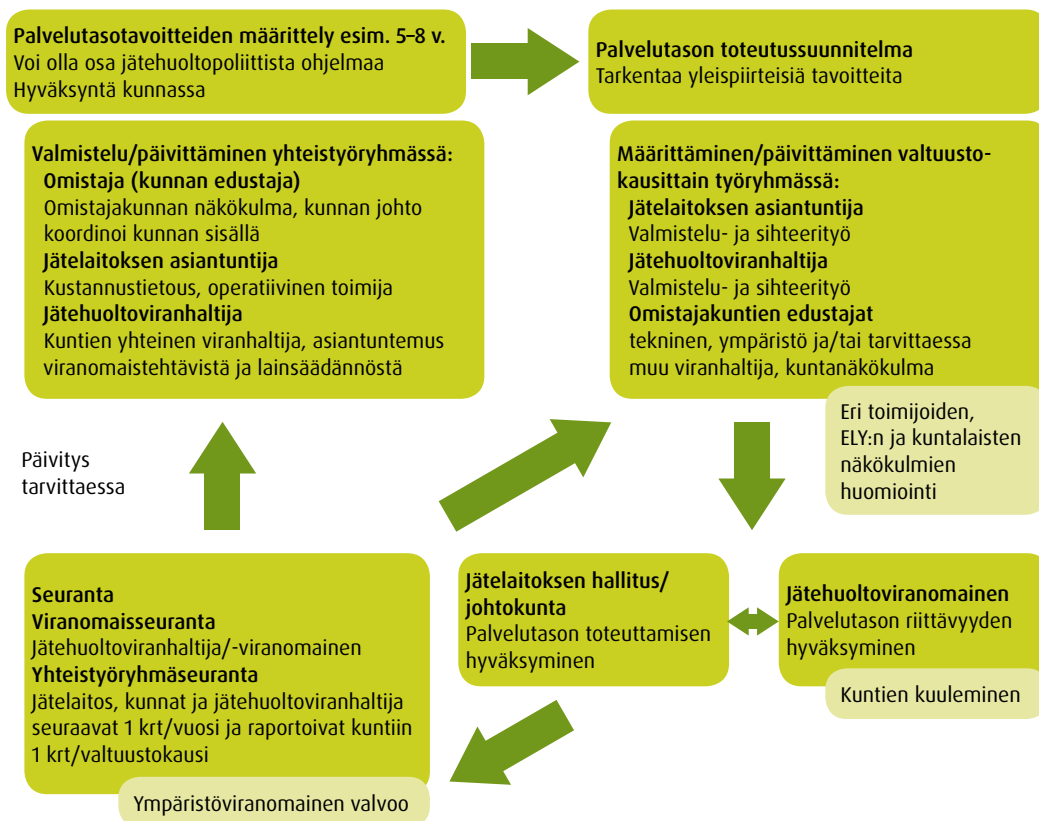 Palvelutasotavoitteiden määrittely esim. 5–8 v.
Voi olla osa jätehuoltopoliittista ohjelmaa
Hyväksyntä kunnassa
Palvelutason toteutussuunnitelma
Tarkentaa yleispiirteisiä tavoitteita
Valmistelu/päivittäminen yhteistyöryhmässä:
Omistaja (kunnan edustaja)
Omistajakunnan näkökulma, kunnan johto
koordinoi kunnan sisällä
Jätelaitoksen asiantuntija
Kustannustietous, operatiivinen toimija
Jätehuoltoviranhaltija
Kuntien yhteinen viranhaltija, asiantuntemus
viranomaistehtävistä ja lainsäädännöstä
Määrittäminen/päivittäminen valtuusto-
kausittain työryhmässä:
Jätelaitoksen asiantuntija
Valmistelu- ja sihteerityö
Jätehuoltoviranhaltija
Valmistelu- ja sihteerityö
Omistajakuntien edustajat
tekninen, ympäristö ja/tai tarvittaessa
muu viranhaltija, kuntanäkökulma
Eri toimijoiden,
ELY:n ja kuntalaisten
näkökulmien
huomiointi
Päivitys
tarvittaessa
Seuranta
Viranomaisseuranta
Jätehuoltoviranhaltija/-viranomainen
Yhteistyöryhmäseuranta
Jätelaitos, kunnat ja jätehuoltoviranhaltija
seuraavat 1 krt/vuosi ja raportoivat kuntiin
1 krt/valtuustokausi
Ympäristöviranomainen valvoo
Jätelaitoksen hallitus/
johtokunta
Palvelutason toteuttamisen
hyväksyminen
Jätehuoltoviranomainen
Palvelutason riittävyyden
hyväksyminen
Kuntien kuuleminen